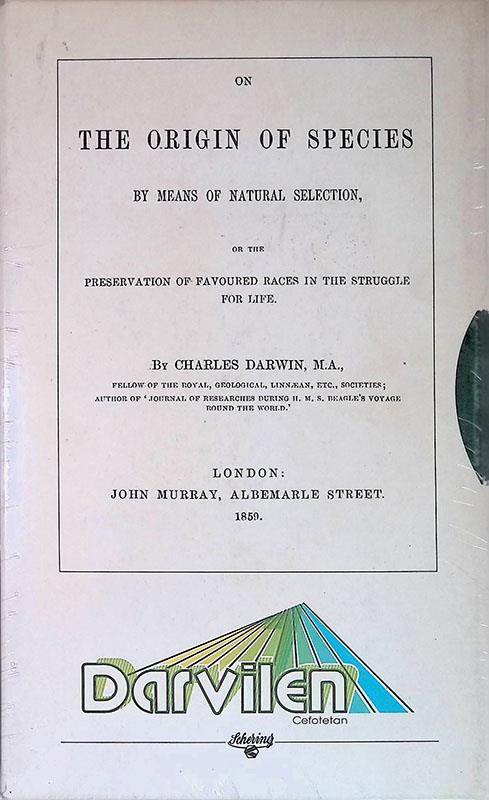 ON
THE ORIGIN OF SPECIES
BY MEANS OF NATURAL SELECTION,
OR THE
PRESERVATION OF FAVOURED RACES IN THE STRUGGLE
FOR LIFE.
BY CHARLES DARWIN, M.A.,
FELLOW OF THE ROYAL, GEOLOGICAL, LINNÆAN, ETC., SOCIETIES;
AUTHOR OF 'JOURNAL OF RESEARCHES DURING H. M. S. BEAGLE'S VOYAGE
ROUND THE WORLD.'
LONDON:
JOHN MURRAY, ALBEMARLE STREET.
1859.
Darvilen
Cefotetan
Schering